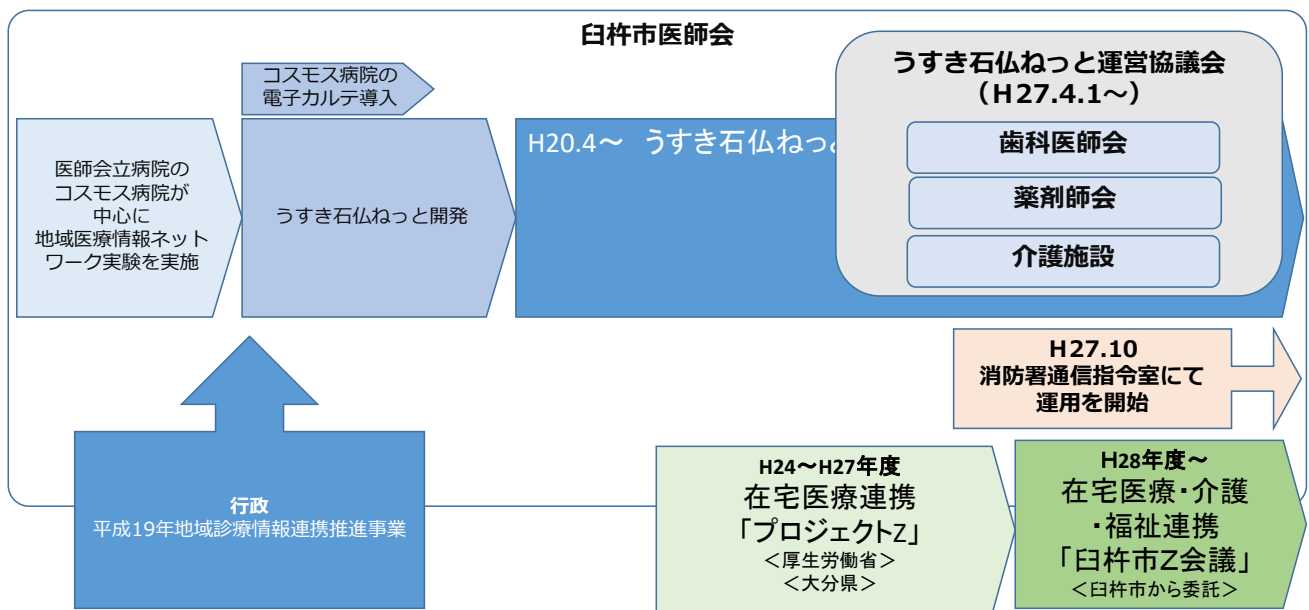 臼杵市医師会
コスモス病院の
電子カルテ導入
医師会立病院の
コスモス病院が
中心に
地域医療情報ネット
ワーク実験を実施
うすき石仏ねっと開発
H20.4～ うすき石仏ねっ
うすき石仏ねっと運営協議会
（H27.4.1～）
歯科医師会
薬剤師会
介護施設
H27.10
消防署通信指令室にて
運用を開始
行政
平成19年地域診療情報連携推進事業
H24～H27年度
在宅医療連携
「プロジェクトZ」
＜厚生労働省＞
＜大分県＞
H28年度～
在宅医療・介護
・福祉連携
「臼杵市Z会議」
＜臼杵市から委託＞